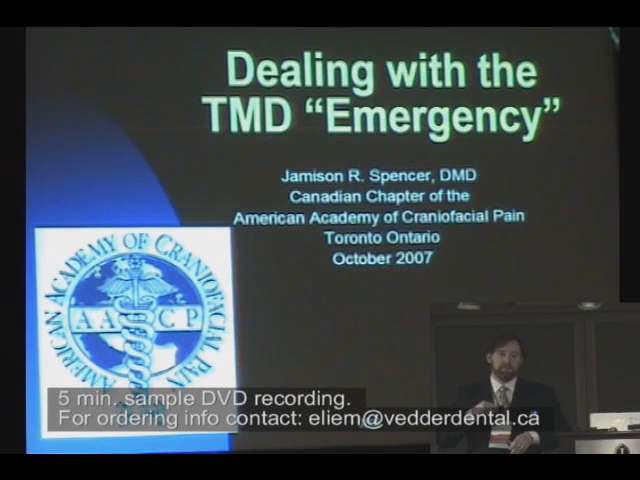 Dealing with the
TMD “Emergency”
Jamison R. Spencer, DMD
Canadian Chapter of the
American Academy of Craniofacial Pain
Toronto Ontario
October 2007
AMERICAN ACADEMY OF CRANIOFACIAL PAIN
AACP
5 min. sample DVD recording.
For ordering info contact: eliem@vedderdental.ca